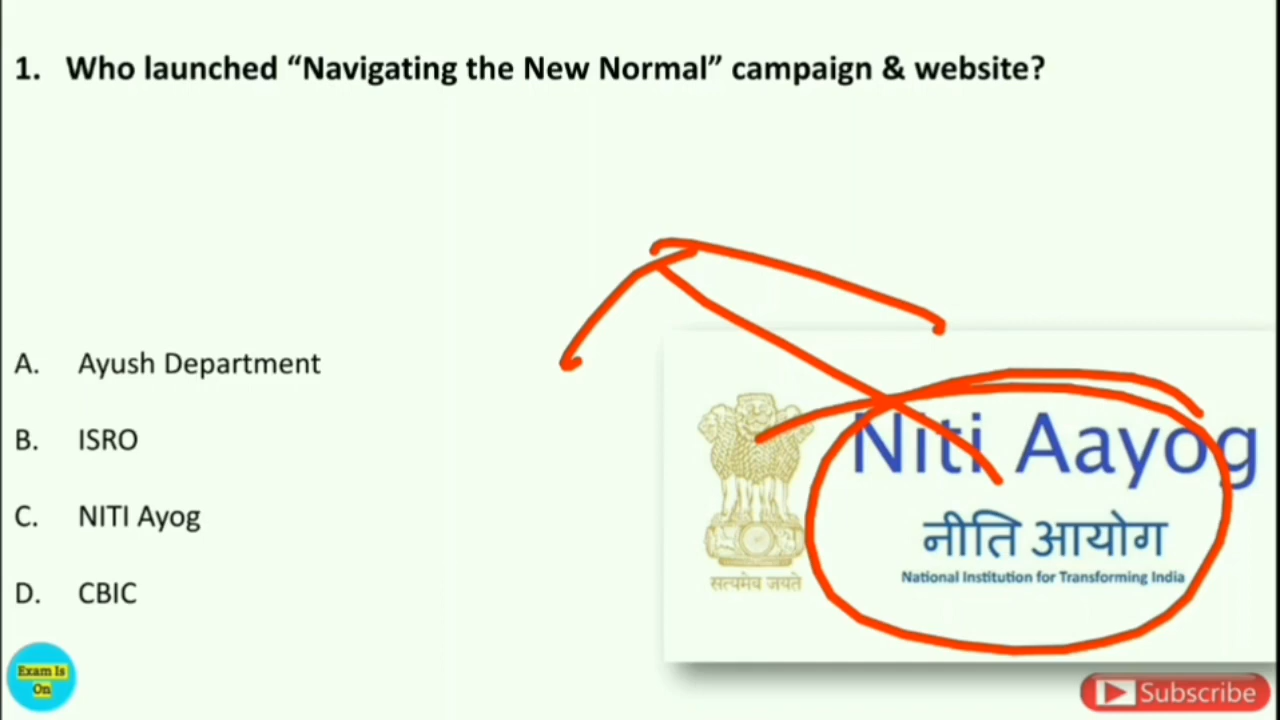 1. Who launched “Navigating the New Normal” campaign & website?
A. Ayush Department
B. ISRO
C. NITI Ayog
D. CBIC
Niti Aayog
नीति आयोग
National Institution for Transforming India
सत्यमेव जयते
Exam Is
On
Subscribe